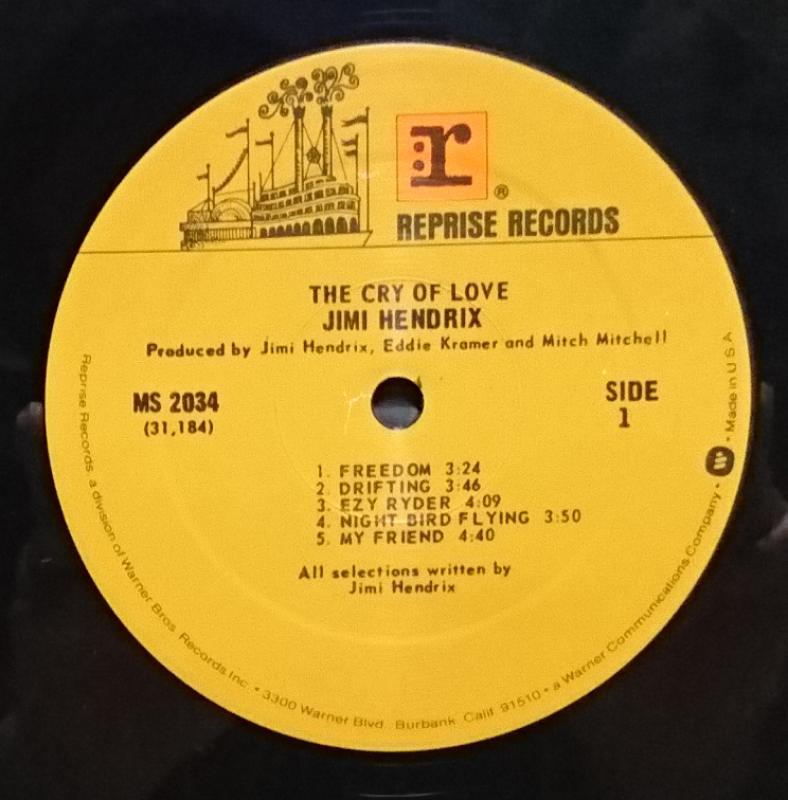 r
®
REPRISE RECORDS
THE CRY OF LOVE
JIMI HENDRIX
Produced by Jimi Hendrix, Eddie Kramer and Mitch Mitchell
MS 2034
(31,184)
SIDE
1
1. FREEDOM 3:24
2. DRIFTING 3:46
3. EZY RYDER 4:09
4. NIGHT BIRD FLYING 3:50
5. MY FRIEND 4:40
All selections written by
Jimi Hendrix
Reprise Records, a division of Warner Bros. Records Inc. • 3300 Warner Blvd., Burbank, Calif. 91510 • a Warner Communications Company • Made in U.S.A.